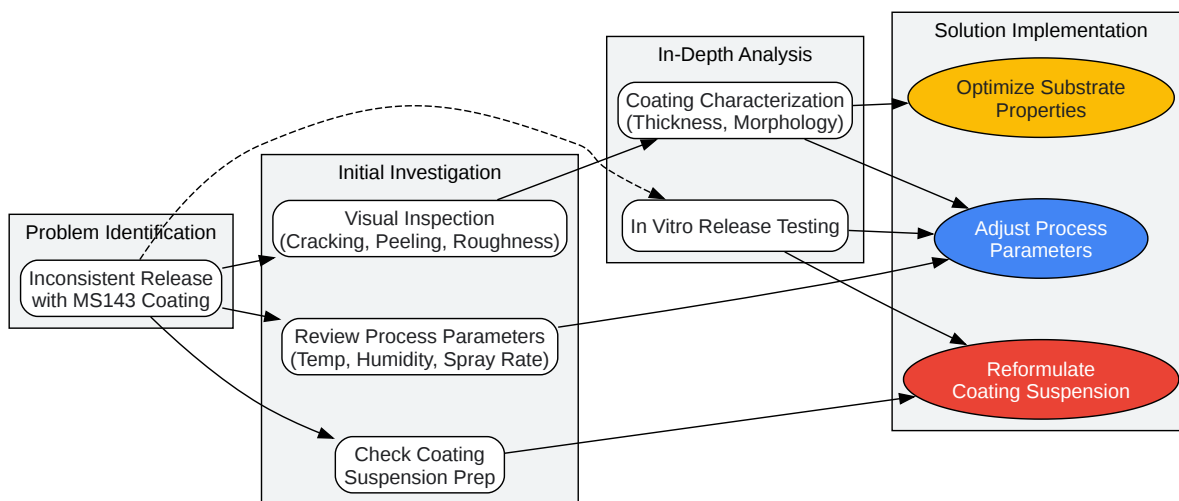 Problem Identification
Inconsistent Release
with MS143 Coating
Initial Investigation
Visual Inspection
(Cracking, Peeling, Roughness)
Review Process Parameters
(Temp, Humidity, Spray Rate)
Check Coating
Suspension Prep
In-Depth Analysis
Coating Characterization
(Thickness, Morphology)
In Vitro Release Testing
Solution Implementation
Optimize Substrate
Properties
Adjust Process
Parameters
Reformulate
Coating Suspension